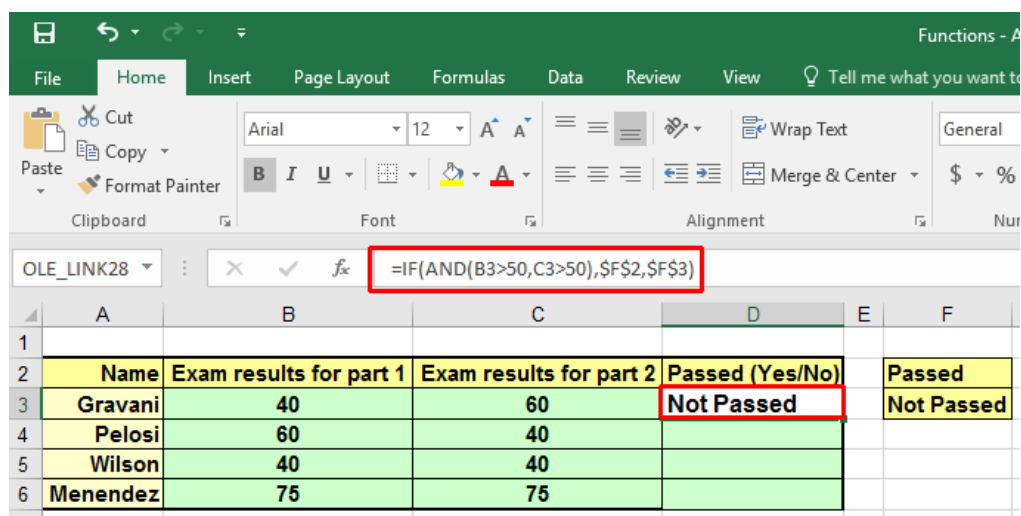 Functions - A
File Home Insert Page Layout Formulas Data Review View Tell me what you want to
Paste
Cut
Copy
Format Painter
Clipboard
Arial 12 A A
B I U A
Font
Wrap Text
Merge & Center
Alignment
General
$ %
Nu
OLE_LINK28 fx =IF(AND(B3>50,C3>50),$F$2,$F$3)
A B C D E F
1
2 Name Exam results for part 1 Exam results for part 2 Passed (Yes/No) Passed
3 Gravani 40 60 Not Passed Not Passed
4 Pelosi 60 40
5 Wilson 40 40
6 Menendez 75 75